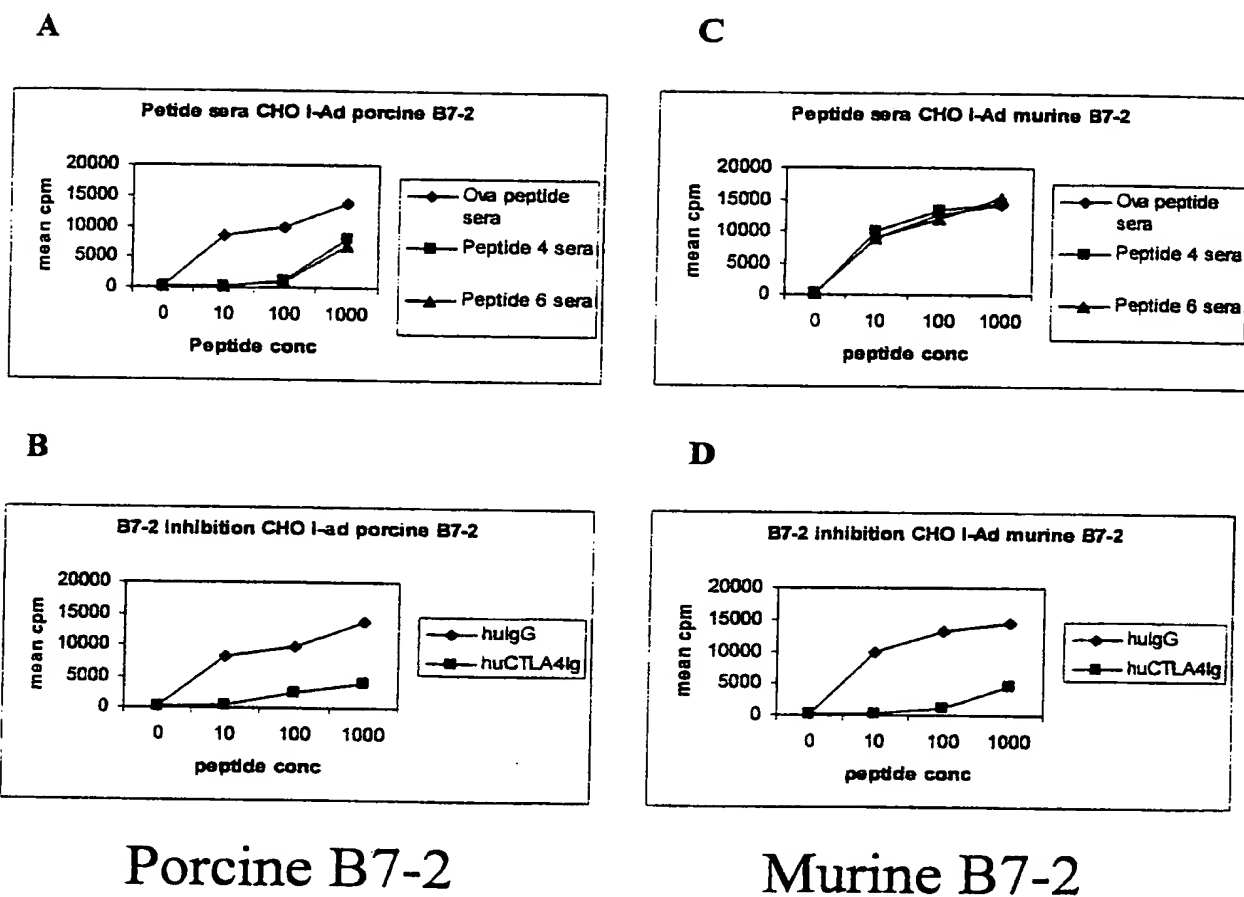 A
Petide sera CHO I-Ad porcine B7-2
20000
15000
10000
5000
0
mean cpm
0 10 100 1000
Peptide conc
Ova peptide
sera
Peptide 4 sera
Peptide 6 sera
C
Peptide sera CHO I-Ad murine B7-2
20000
15000
10000
5000
0
mean cpm
0 10 100 1000
peptide conc
Ova peptide
sera
Peptide 4 sera
Peptide 6 sera
B
B7-2 inhibition CHO I-ad porcine B7-2
20000
15000
10000
5000
0
mean cpm
0 10 100 1000
peptide conc
huIgG
huCTLA4Ig
D
B7-2 inhibition CHO I-Ad murine B7-2
20000
15000
10000
5000
0
mean cpm
0 10 100 1000
peptide conc
huIgG
huCTLA4Ig
Porcine B7-2
Murine B7-2